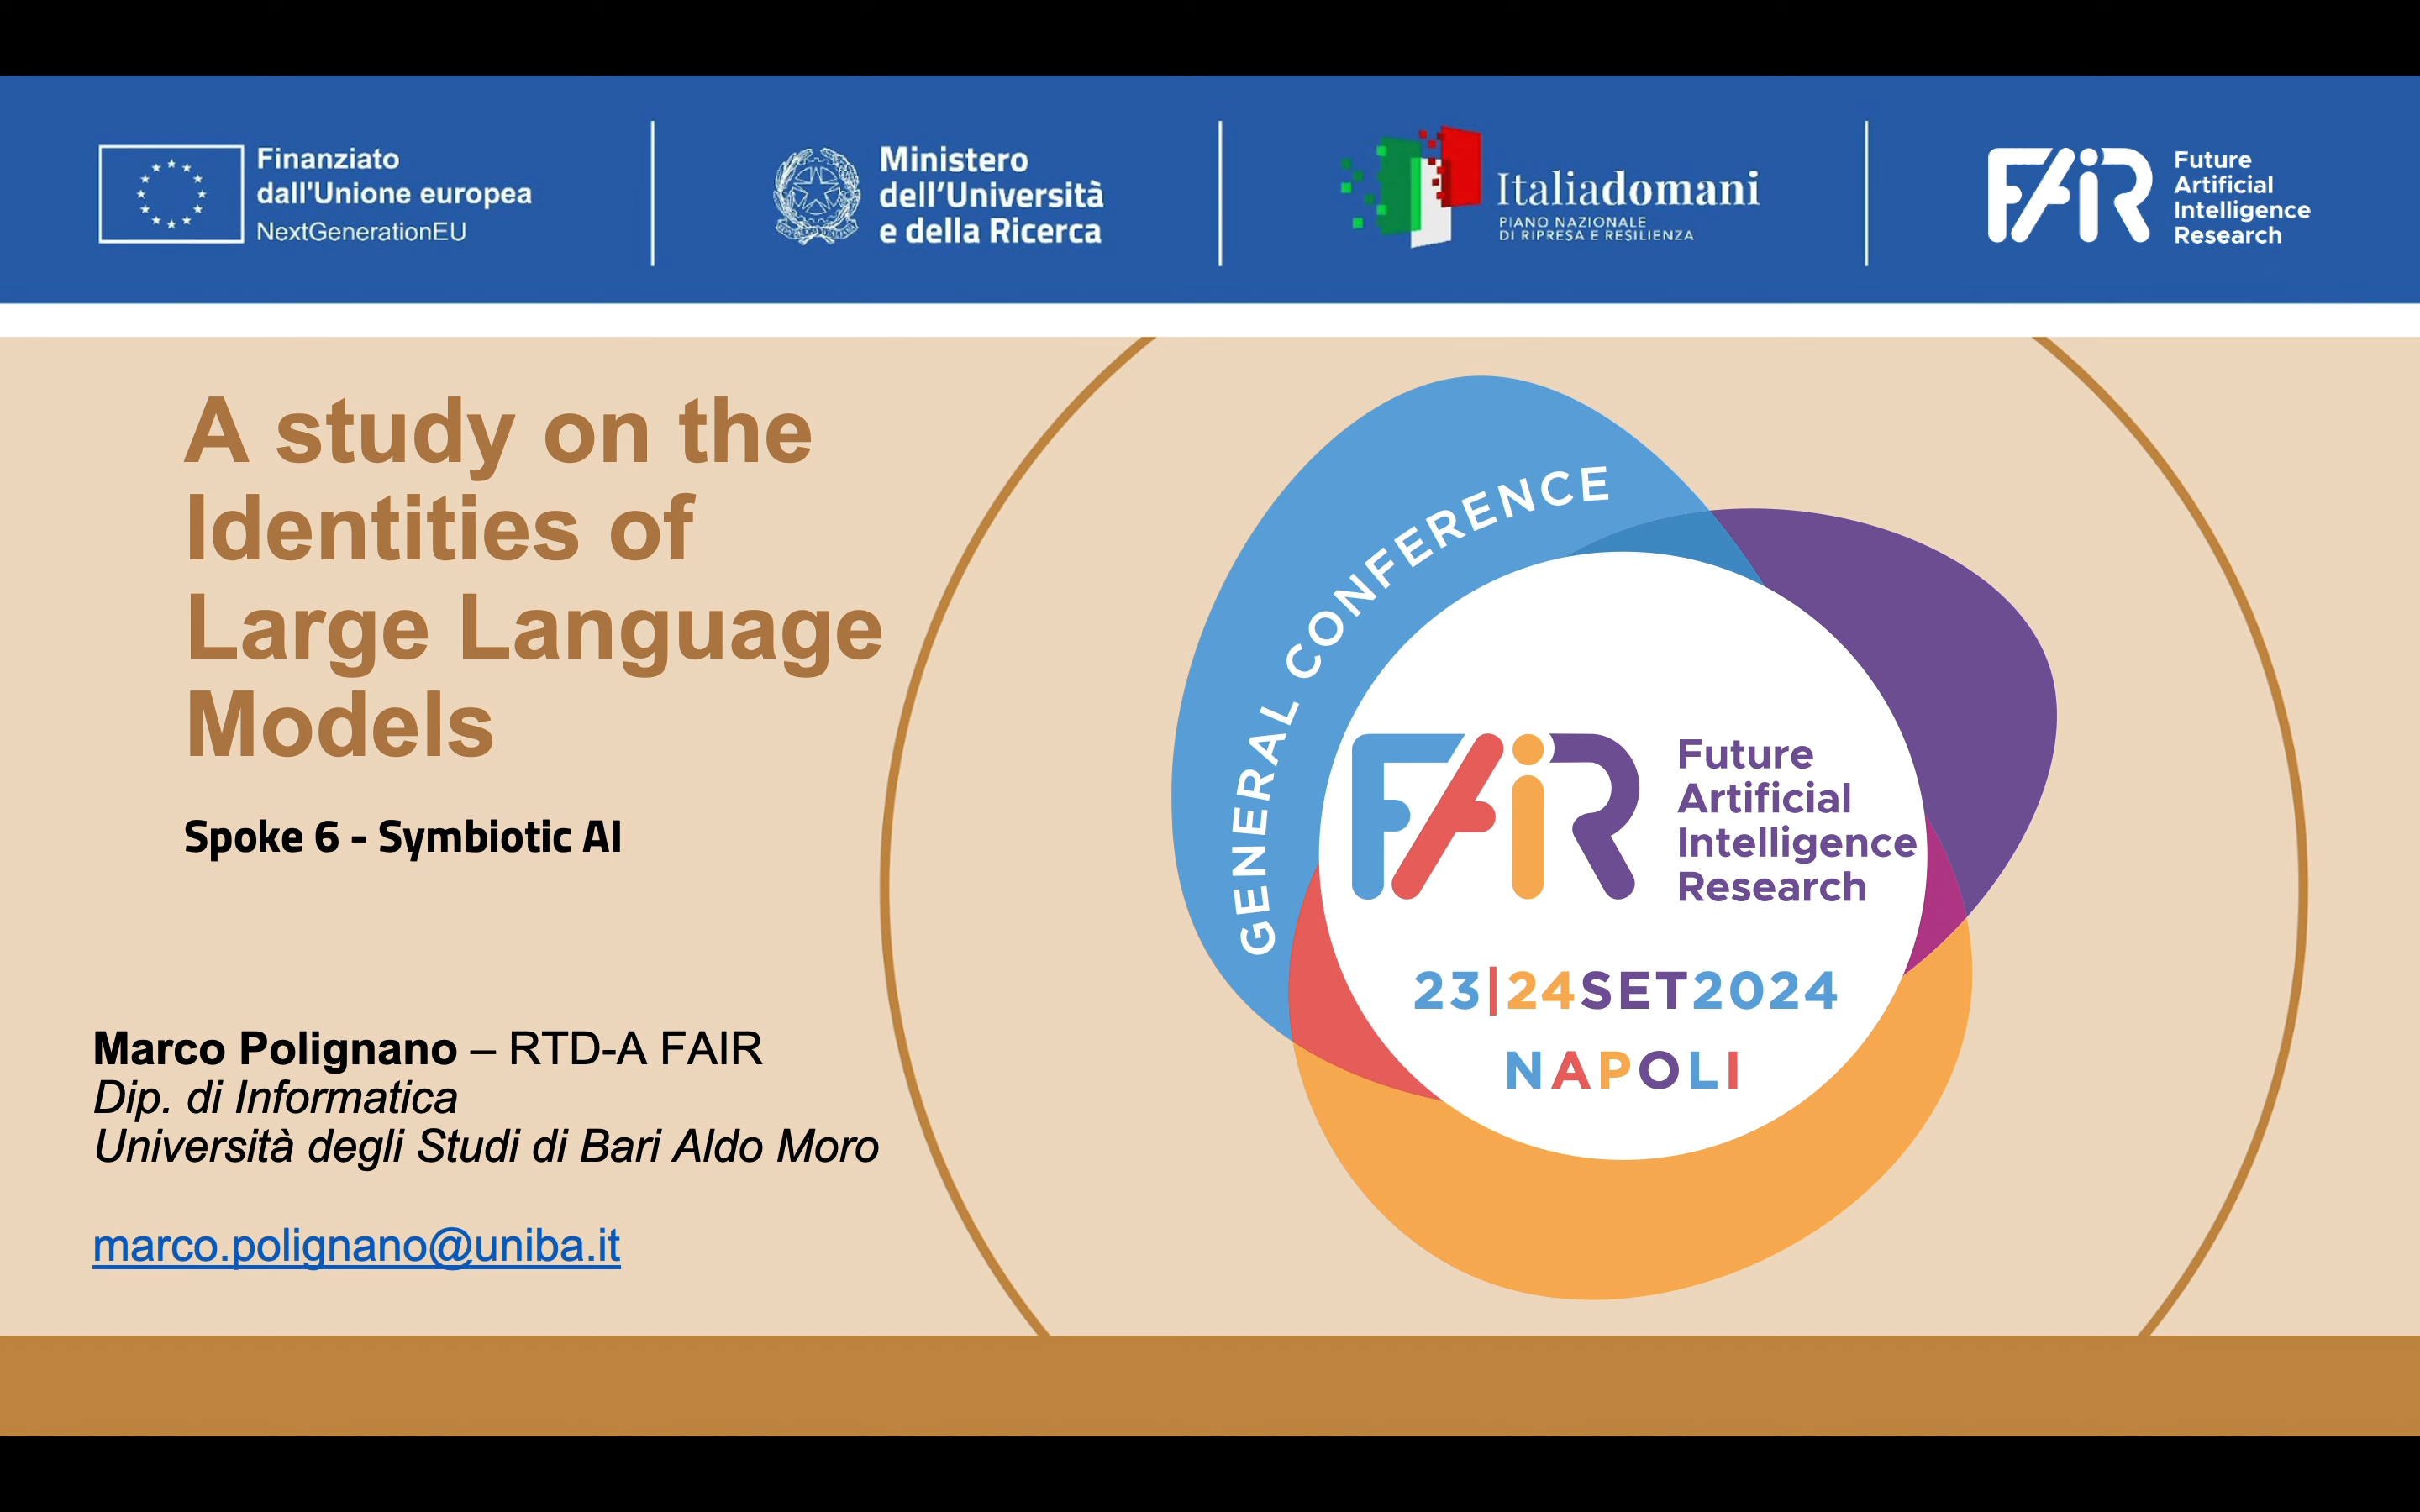 Finanziato
dall'Unione europea
NextGenerationEU
Ministero
dell'Università
e della Ricerca
Italiadomani
PIANO NAZIONALE
DI RIPRESA E RESILIENZA
FAiR
Future
Artificial
Intelligence
Research
A study on the
Identities of
Large Language
Models
Spoke 6 - Symbiotic AI
Marco Polignano – RTD-A FAIR
Dip. di Informatica
Università degli Studi di Bari Aldo Moro
marco.polignano@uniba.it
GENERAL CONFERENCE
FAiR
Future
Artificial
Intelligence
Research
23|24SET2024
NAPOLI